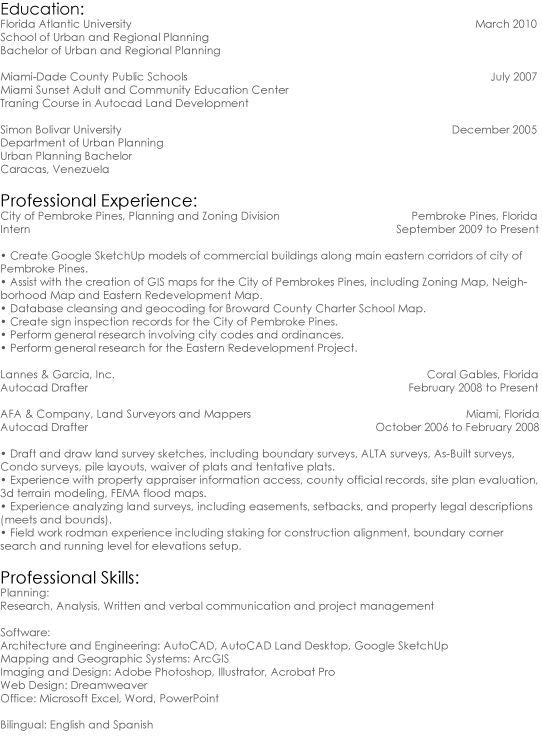 Education:
Florida Atlantic University March 2010
School of Urban and Regional Planning
Bachelor of Urban and Regional Planning
Miami-Dade County Public Schools July 2007
Miami Sunset Adult and Community Education Center
Traning Course in Autocad Land Development
Simon Bolivar University December 2005
Department of Urban Planning
Urban Planning Bachelor
Caracas, Venezuela
Professional Experience:
City of Pembroke Pines, Planning and Zoning Division Pembroke Pines, Florida
Intern September 2009 to Present
• Create Google SketchUp models of commercial buildings along main eastern corridors of city of
Pembroke Pines.
• Assist with the creation of GIS maps for the City of Pembrokes Pines, including Zoning Map, Neigh-
borhood Map and Eastern Redevelopment Map.
• Database cleansing and geocoding for Broward County Charter School Map.
• Create sign inspection records for the City of Pembroke Pines.
• Perform general research involving city codes and ordinances.
• Perform general research for the Eastern Redevelopment Project.
Lannes & Garcia, Inc. Coral Gables, Florida
Autocad Drafter February 2008 to Present
AFA & Company, Land Surveyors and Mappers Miami, Florida
Autocad Drafter October 2006 to February 2008
• Draft and draw land survey sketches, including boundary surveys, ALTA surveys, As-Built surveys,
Condo surveys, pile layouts, waiver of plats and tentative plats.
• Experience with property appraiser information access, county official records, site plan evaluation,
3d terrain modeling, FEMA flood maps.
• Experience analyzing land surveys, including easements, setbacks, and property legal descriptions
(meets and bounds).
• Field work rodman experience including staking for construction alignment, boundary corner
search and running level for elevations setup.
Professional Skills:
Planning:
Research, Analysis, Written and verbal communication and project management
Software:
Architecture and Engineering: AutoCAD, AutoCAD Land Desktop, Google SketchUp
Mapping and Geographic Systems: ArcGIS
Imaging and Design: Adobe Photoshop, Illustrator, Acrobat Pro
Web Design: Dreamweaver
Office: Microsoft Excel, Word, PowerPoint
Bilingual: English and Spanish